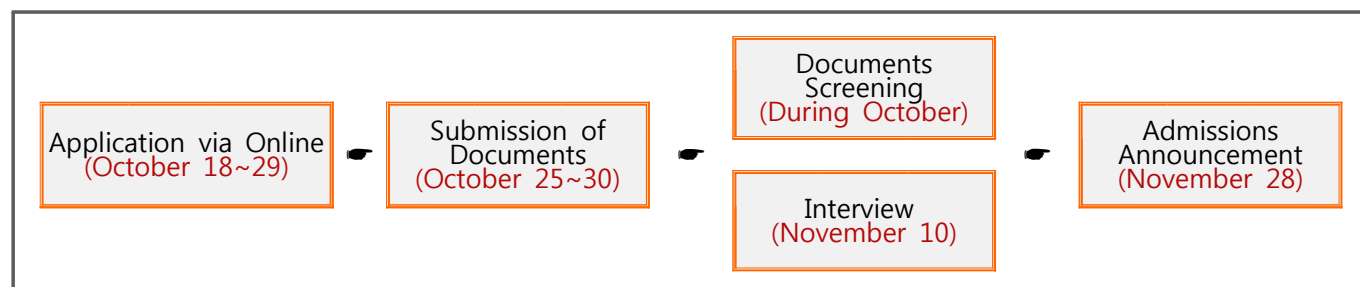 Application via Online
(October 18~29)
☛
Submission of
Documents
(October 25~30)
☛
Documents
Screening
(During October)
Interview
(November 10)
☛
Admissions
Announcement
(November 28)